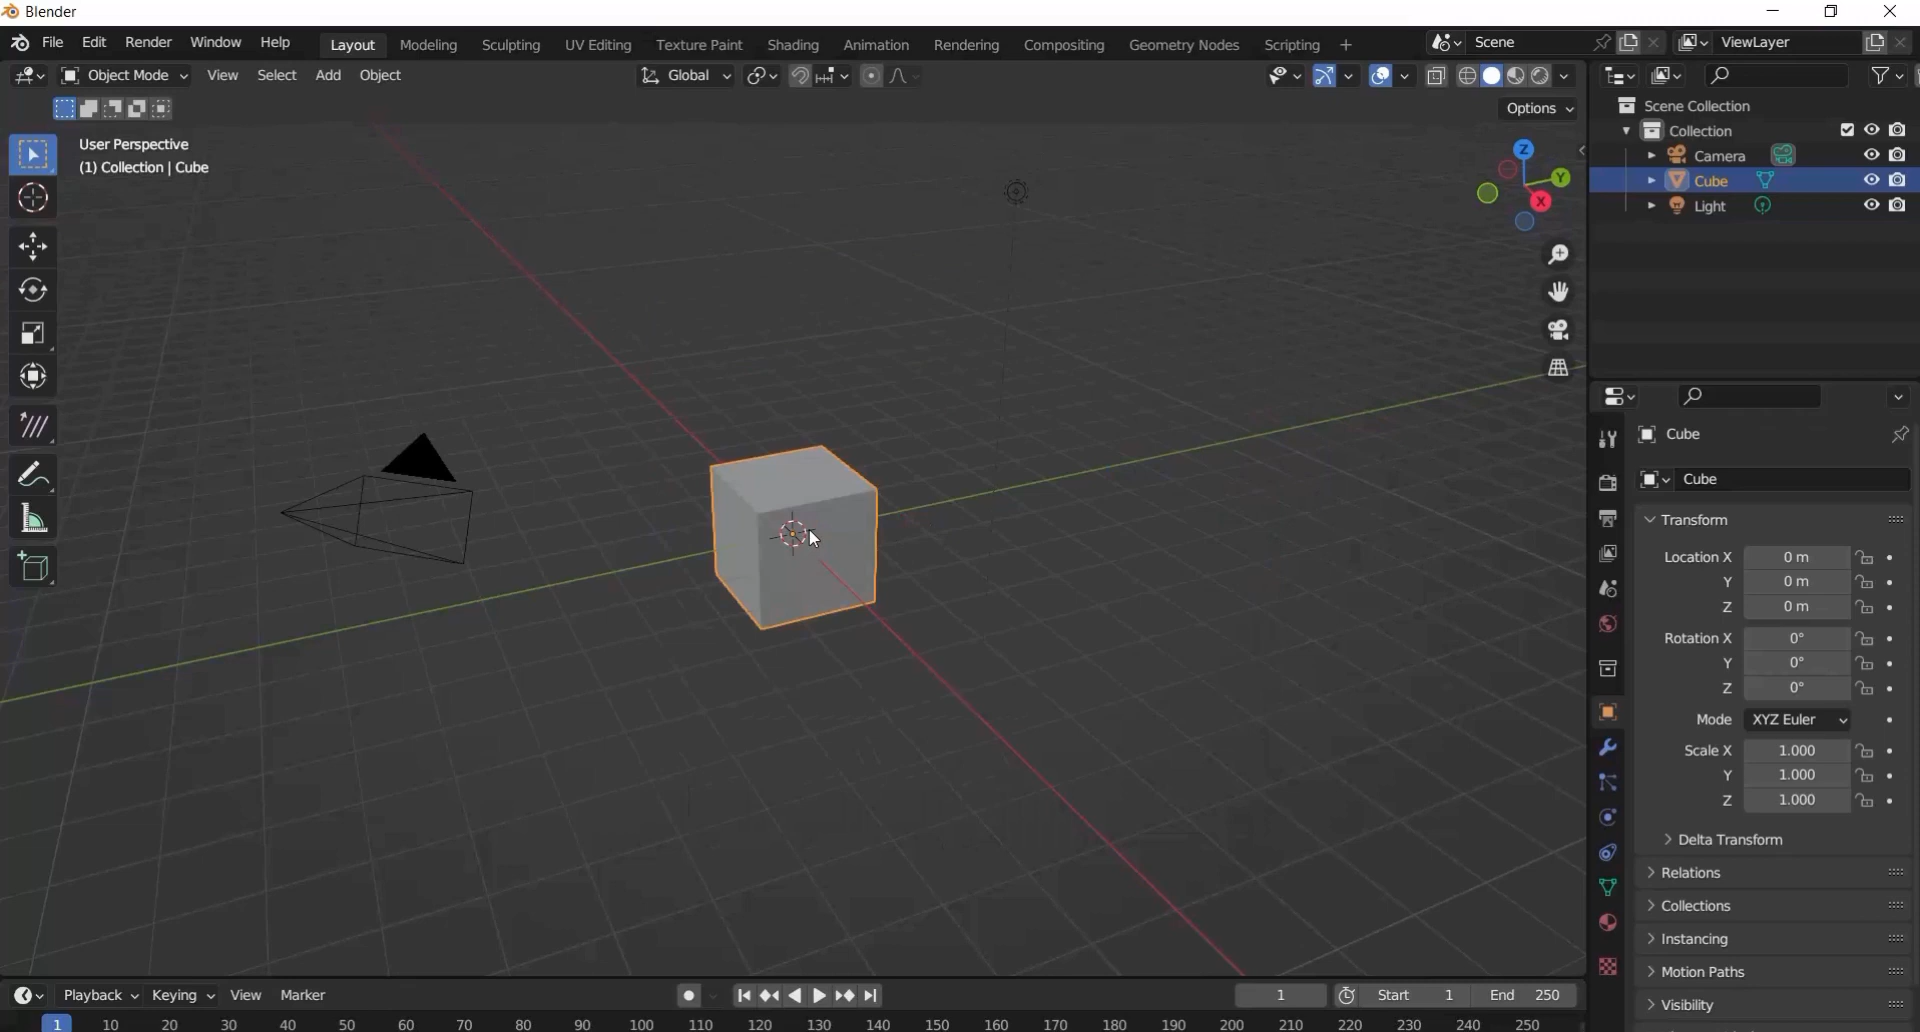 Blender
File Edit Render Window Help Layout Modeling Sculpting UV Editing Texture Paint Shading Animation Rendering Compositing Geometry Nodes Scripting + Scene ViewLayer
Object Mode View Select Add Object Global
Options
User Perspective
(1) Collection | Cube
Z
Y
X
Scene Collection
Collection
Camera
Cube
Light
Cube
Cube
Transform
Location X 0 m
Y 0 m
Z 0 m
Rotation X 0°
Y 0°
Z 0°
Mode XYZ Euler
Scale X 1.000
Y 1.000
Z 1.000
Delta Transform
Relations
Collections
Instancing
Motion Paths
Visibility
Playback Keying View Marker 1 Start 1 End 250
1 10 20 30 40 50 60 70 80 90 100 110 120 130 140 150 160 170 180 190 200 210 220 230 240 250